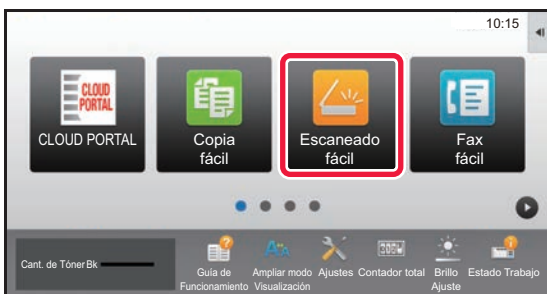 10:15
CLOUD
PORTAL
CLOUD PORTAL
Copia
fácil
Escaneado
fácil
Fax
fácil
Cant. de Tóner Bk
Guía de
Funcionamiento
Ampliar modo
Visualización
Ajustes
Contador total
Brillo
Ajuste
Estado Trabajo